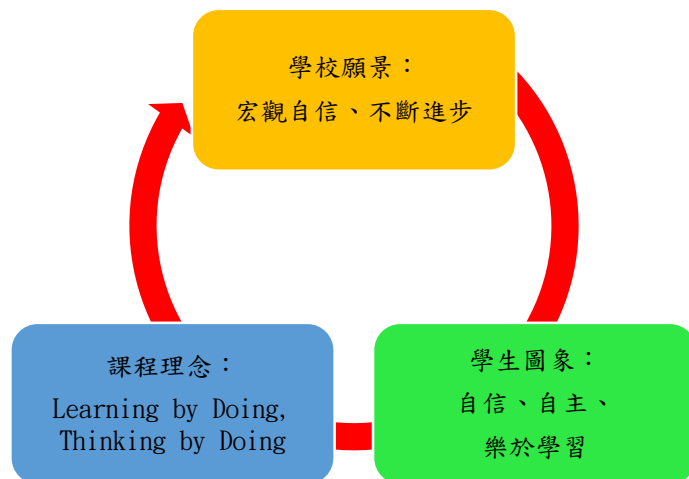 學校願景：
宏觀自信、不斷進步
課程理念：
Learning by Doing,
Thinking by Doing
學生圖象：
自信、自主、
樂於學習